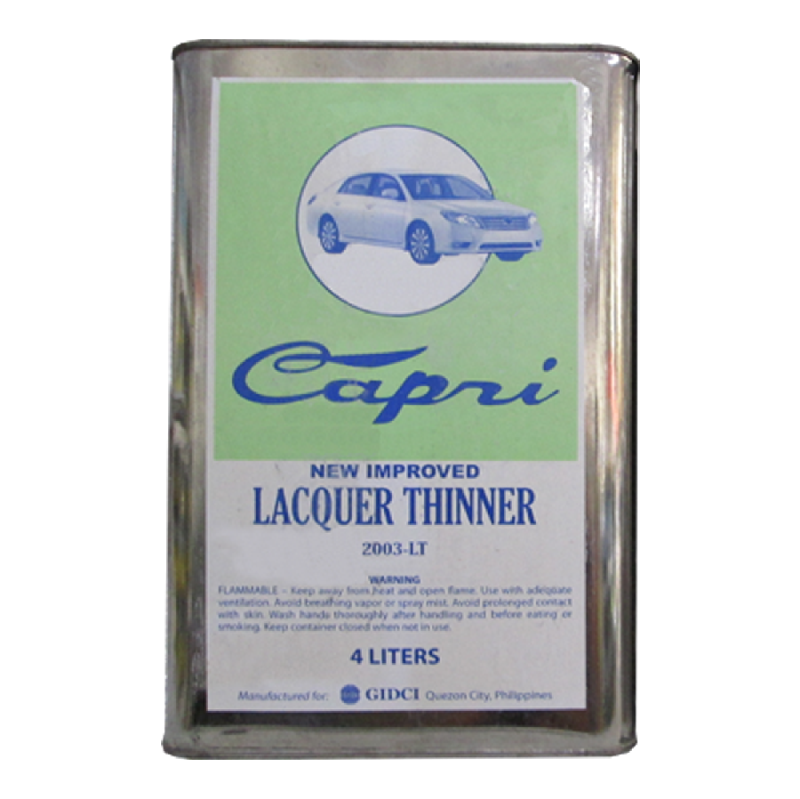 Capri
NEW IMPROVED
LACQUER THINNER
2003-LT
WARNING
FLAMMABLE – Keep away from heat and open flame. Use with adequate
ventilation. Avoid breathing vapor or spray mist. Avoid prolonged contact
with skin. Wash hands thoroughly after handling and before eating or
smoking. Keep container closed when not in use.
4 LITERS
Manufactured for: GIDCI Quezon City, Philippines